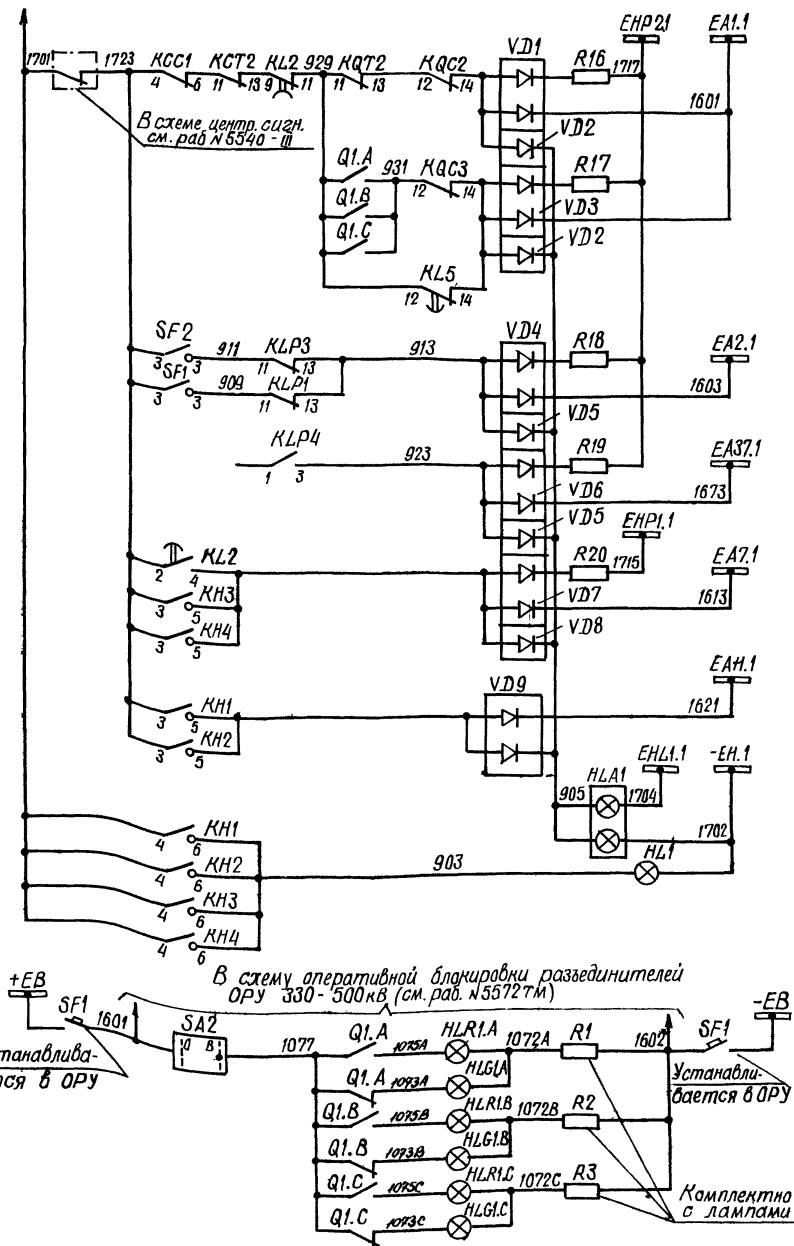 EHP2.1 EA1.1
1701 1723 KCC1 KCT2 KL2 929 KQT2 KQC2 VD1 R16 1717
4 6 11 13 9 11 11 13 12 14
1601
В схеме центр. сигн.
см. раб N5540-III
VD2
Q1.A 931 KQC3 R17
12 14
Q1.B VD3
Q1.C VD2
KL5
12 14
SF2 911 KLP3 913 VD4 R18 EA2.1
3 3 11 13
SF1 909 KLP1 1603
3 3 11 13
VD5
KLP4 923 R19 EA37.1
1 3
VD6 1673
VD5 EHP1.1
KL2 R20 1715 EA7.1
2 4
KH3 VD7 1613
3 5
KH4 VD8
3 5
EAH.1
KH1 VD9 1621
3 5
KH2
3 5
EHL1.1 -EH.1
HLA1
905 1704
KH1 1702
4 6
KH2 903 HL1
4 6
KH3
4 6
KH4
4 6
В схему оперативной блокировки разъединителей
ОРУ 330-500кВ (см. раб. N5572тм)
+EB -EB
SF1 1601 SA2 1077 Q1.A 1075A HLR1.A 1072A R1 1602 SF1
0 B
HLG1.A
танавлива-
тся в ОРУ
Устанавли-
вается в ОРУ
Q1.A 1073A
Q1.B 1075B HLR1.B 1072B R2
HLG1.B
Q1.B 1073B
Q1.C 1075C HLR1.C 1072C R3
HLG1.C
Q1.C 1073C
Комплектно
с лампами